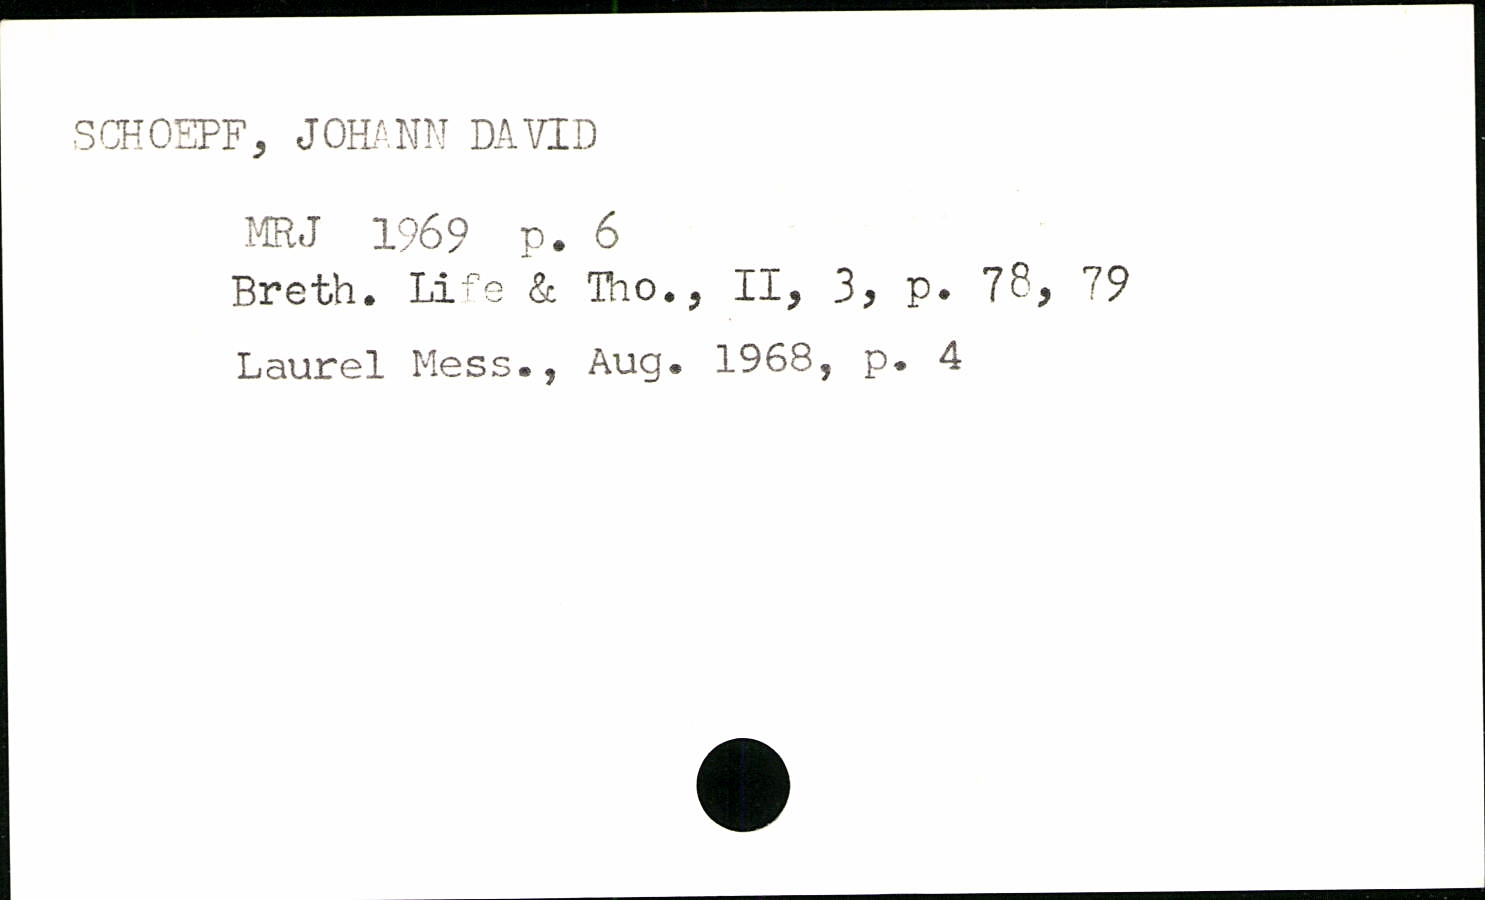 SCHOEPF, JOHANN DAVID
MRJ 1969 p. 6
Breth. Life & Tho., II, 3, p. 78, 79
Laurel Mess., Aug. 1968, p. 4